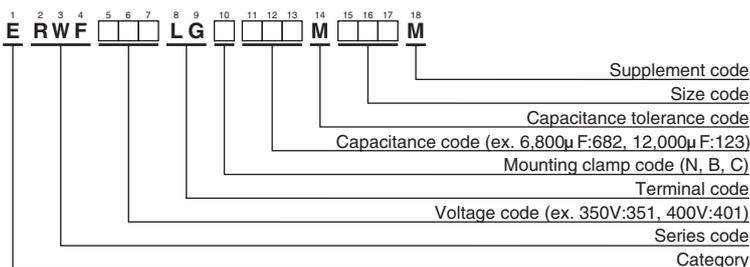 1 2 3 4 5 6 7 8 9 10 11 12 13 14 15 16 17 18
E R W F □□□ L G □ □□□ M □□□ M
Supplement code
Size code
Capacitance tolerance code
Capacitance code (ex. 6,800μF:682, 12,000μF:123)
Mounting clamp code (N, B, C)
Terminal code
Voltage code (ex. 350V:351, 400V:401)
Series code
Category